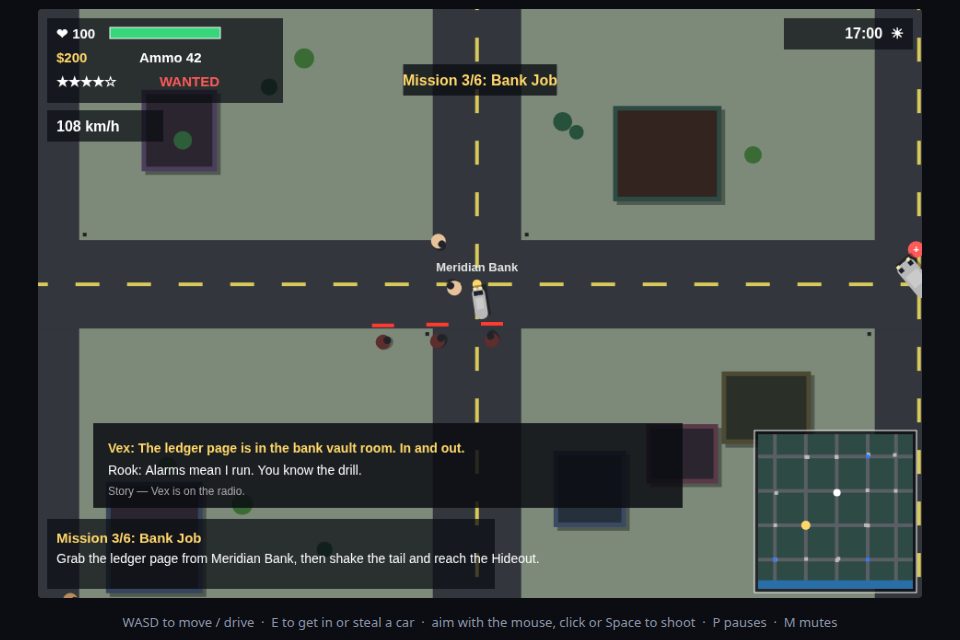 ❤ 100
$200 Ammo 42
★★★★☆ WANTED
108 km/h
17:00 ☀
Mission 3/6: Bank Job
Meridian Bank
Vex: The ledger page is in the bank vault room. In and out.
Rook: Alarms mean I run. You know the drill.
Story — Vex is on the radio.
Mission 3/6: Bank Job
Grab the ledger page from Meridian Bank, then shake the tail and reach the Hideout.
WASD to move / drive · E to get in or steal a car · aim with the mouse, click or Space to shoot · P pauses · M mutes